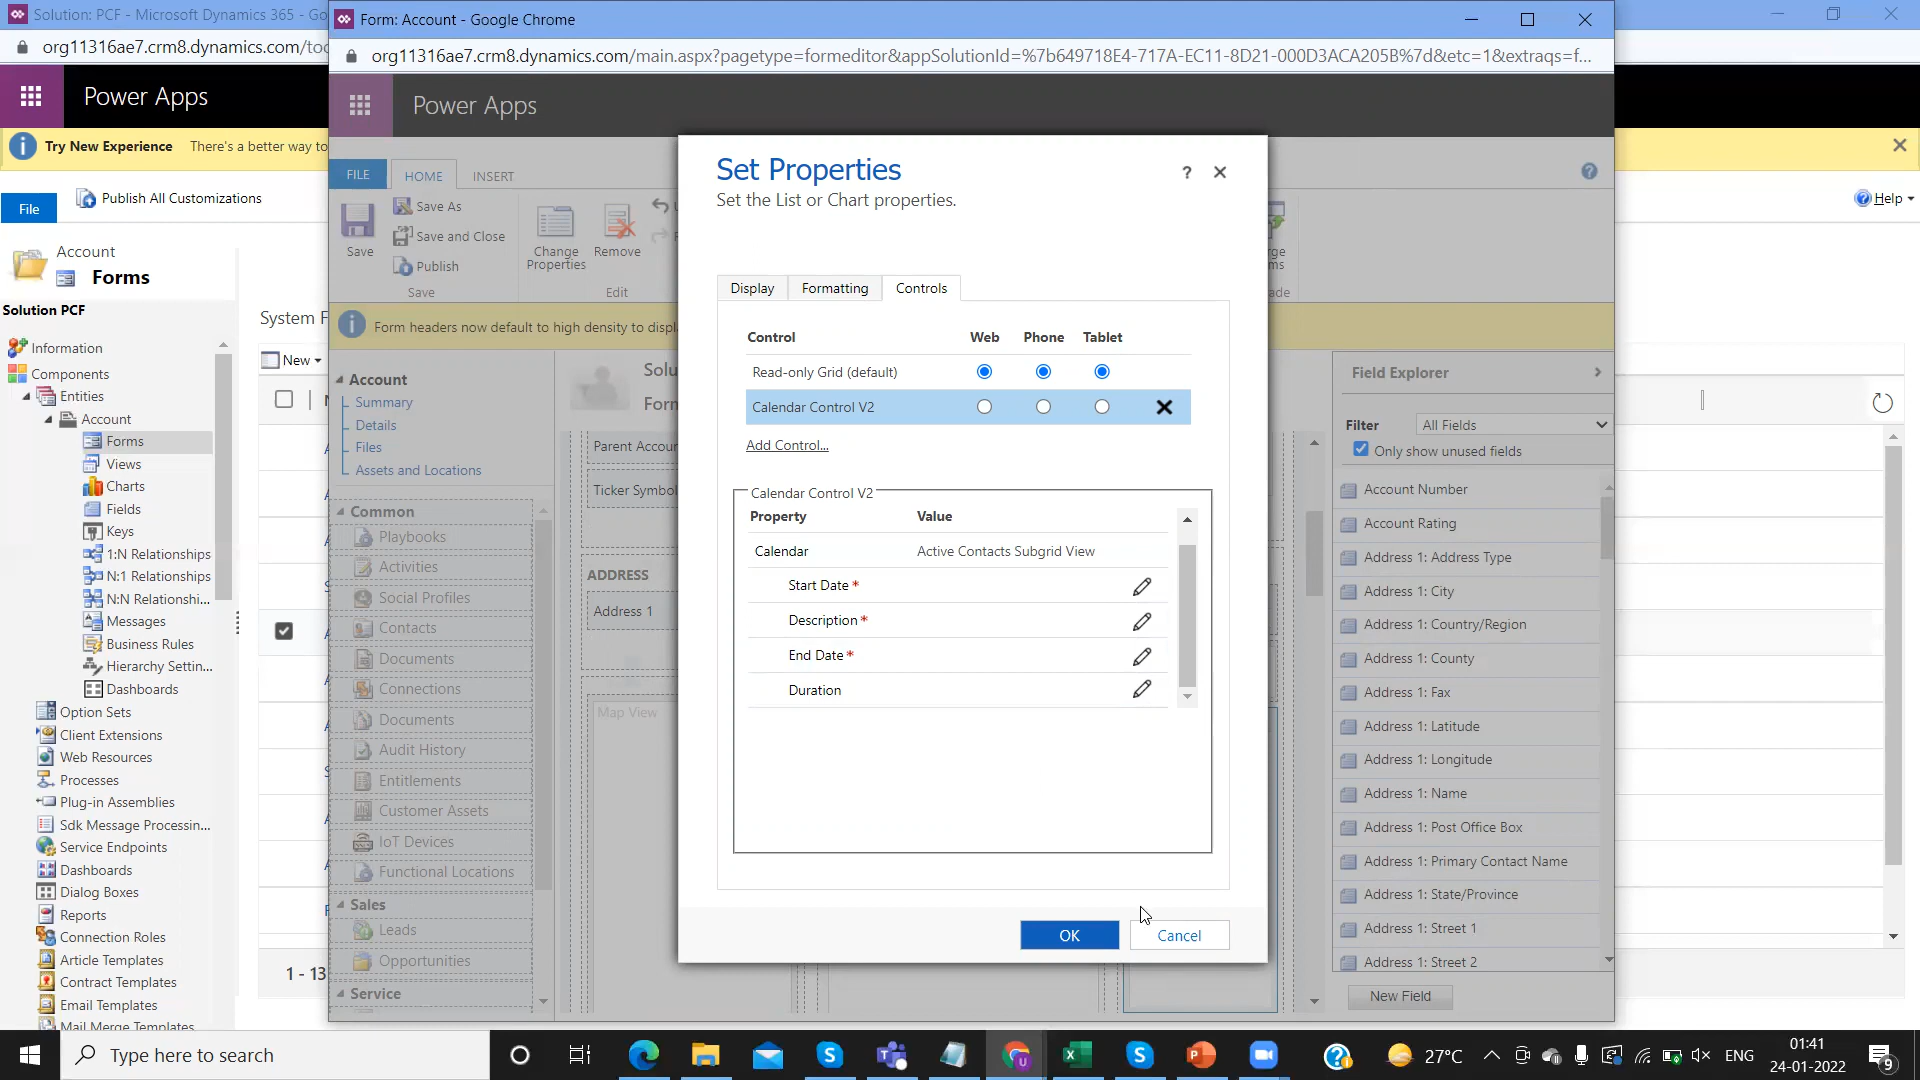 Solution: PCF - Microsoft Dynamics 365 - Go
org11316ae7.crm8.dynamics.com/too
Power Apps
Try New Experience There's a better way to
File
Publish All Customizations
Help
Account
Forms
Solution PCF
Information
Components
Entities
Account
Forms
Views
Charts
Fields
Keys
1:N Relationships
N:1 Relationships
N:N Relationshi...
Messages
Business Rules
Hierarchy Settin...
Dashboards
Option Sets
Client Extensions
Web Resources
Processes
Plug-in Assemblies
Sdk Message Processin...
Service Endpoints
Dashboards
Dialog Boxes
Reports
Connection Roles
Article Templates
Contract Templates
Email Templates
Mail Merge Templates
System F
New
1 - 13
Form: Account - Google Chrome
org11316ae7.crm8.dynamics.com/main.aspx?pagetype=formeditor&appSolutionId=%7b649718E4-717A-EC11-8D21-000D3ACA205B%7d&etc=1&extraqs=f...
Power Apps
FILE HOME INSERT
Save
Save As
Save and Close
Publish
Save
Change Properties
Remove
Edit
Form headers now default to high density to displ
Account
Summary
Details
Files
Assets and Locations
Common
Playbooks
Activities
Social Profiles
Contacts
Documents
Connections
Documents
Audit History
Entitlements
Customer Assets
IoT Devices
Functional Locations
Sales
Leads
Opportunities
Service
Solu
Form
Parent Accoun
Ticker Symbol
ADDRESS
Address 1
Map View
Set Properties
Set the List or Chart properties.
?
Display Formatting Controls
Control Web Phone Tablet
Read-only Grid (default)
Calendar Control V2
Add Control...
Calendar Control V2
Property Value
Calendar Active Contacts Subgrid View
Start Date *
Description *
End Date *
Duration
OK Cancel
Field Explorer
Filter All Fields
Only show unused fields
Account Number
Account Rating
Address 1: Address Type
Address 1: City
Address 1: Country/Region
Address 1: County
Address 1: Fax
Address 1: Latitude
Address 1: Longitude
Address 1: Name
Address 1: Post Office Box
Address 1: Primary Contact Name
Address 1: State/Province
Address 1: Street 1
Address 1: Street 2
New Field
Type here to search
27°C
ENG
01:41
24-01-2022
9